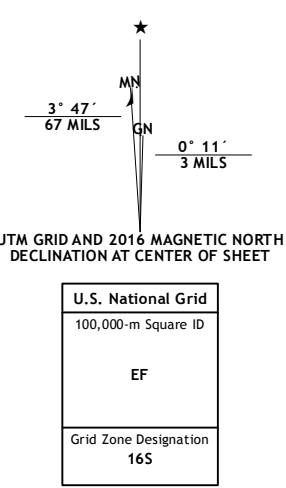 MN
3° 47´
67 MILS
GN
0° 11´
3 MILS
UTM GRID AND 2016 MAGNETIC NORTH
DECLINATION AT CENTER OF SHEET
U.S. National Grid
100,000-m Square ID
EF
Grid Zone Designation
16S